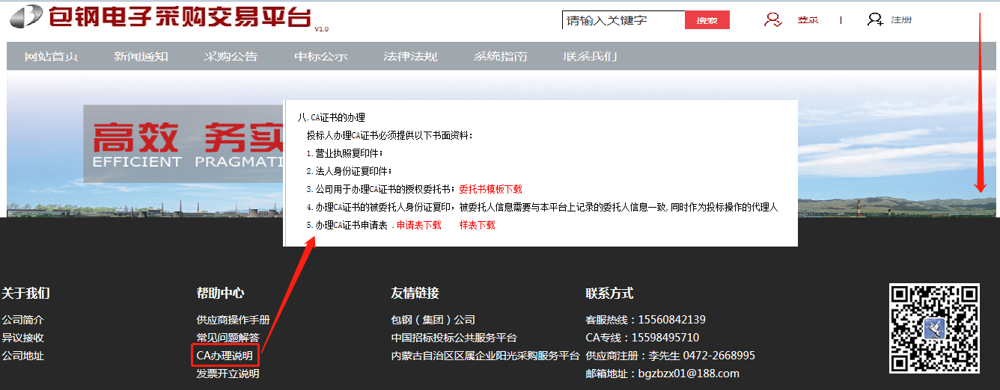 包钢电子采购交易平台
V1.0
请输入关键字
搜索
登录
|
注册
网站首页 新闻通知 采购公告 中标公示 法律法规 系统指南 联系我们
高效 务实
EFFICIENT PRAGMATI
八.CA证书的办理
投标人办理CA证书必须提供以下书面资料：
1.营业执照复印件；
2.法人身份证复印件；
3.公司用于办理CA证书的授权委托书；委托书模板下载
4.办理CA证书的被委托人身份证复印，被委托人信息需要与本平台上记录的委托人信息一致,同时作为投标操作的代理人
5.办理CA证书申请表 .申请表下载 样表下载
关于我们
公司简介
异议接收
公司地址
帮助中心
供应商操作手册
常见问题解答
CA办理说明
发票开立说明
友情链接
包钢（集团）公司
中国招标投标公共服务平台
内蒙古自治区区属企业阳光采购服务平台
联系方式
客服热线：15560842139
CA专线：15598495710
供应商注册：李先生 0472-2668995
邮箱地址：bgzbzx01@188.com